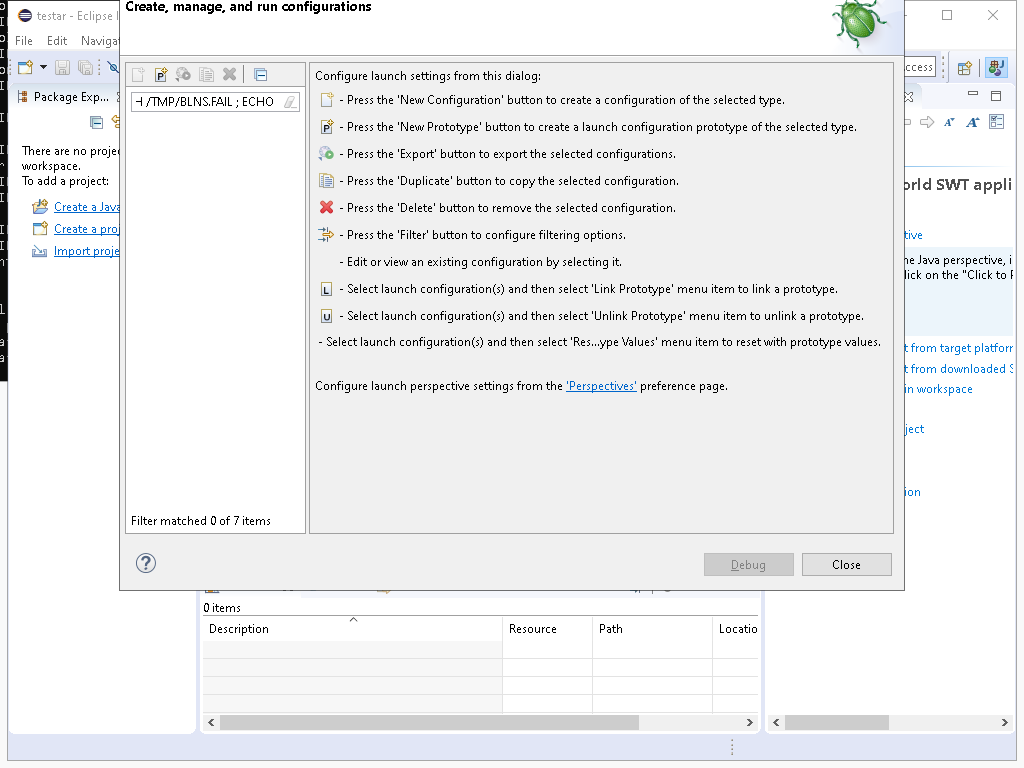 Create, manage, and run configurations
testar - Eclipse
File Edit
ccess
Package Exp...
There are no
workspace.
To add a project:
Create a Java
Create a
Import
-I /TMP/BLNS.FAIL ; ECHO
Filter matched 0 of 7 items
Configure launch settings from this dialog:
- Press the 'New Configuration' button to create a configuration of the selected type.
P - Press the 'New Prototype' button to create a launch configuration prototype of the selected type.
- Press the 'Export' button to export the selected configurations.
- Press the 'Duplicate' button to copy the selected configuration.
- Press the 'Delete' button to remove the selected configuration.
- Press the 'Filter' button to configure filtering options.
- Edit or view an existing configuration by selecting it.
L - Select launch configuration(s) and then select 'Link Prototype' menu item to link a prototype.
U - Select launch configuration(s) and then select 'Unlink Prototype' menu item to unlink a prototype.
- Select launch configuration(s) and then select 'Res...ype Values' menu item to reset with prototype values.
Configure launch perspective settings from the 'Perspectives' preference page.
Debug Close
orld SWT appli
tive
he Java perspective, i
lick on the "Click to
t from target platfor
t from downloaded
in workspace
ject
ion
0 items
Description Resource Path Locatio